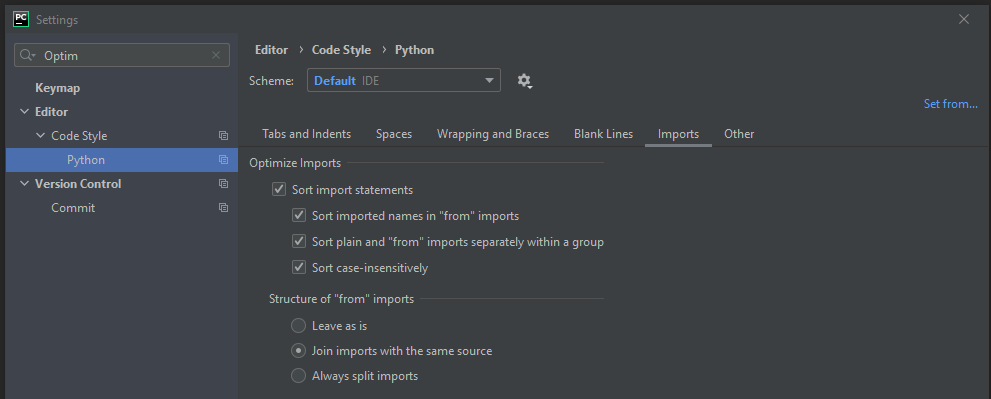 PC
Settings
Optim
Keymap
Editor
Code Style
Python
Version Control
Commit
Editor › Code Style › Python
Scheme: Default IDE
Set from...
Tabs and Indents Spaces Wrapping and Braces Blank Lines Imports Other
Optimize Imports
Sort import statements
Sort imported names in "from" imports
Sort plain and "from" imports separately within a group
Sort case-insensitively
Structure of "from" imports
Leave as is
Join imports with the same source
Always split imports